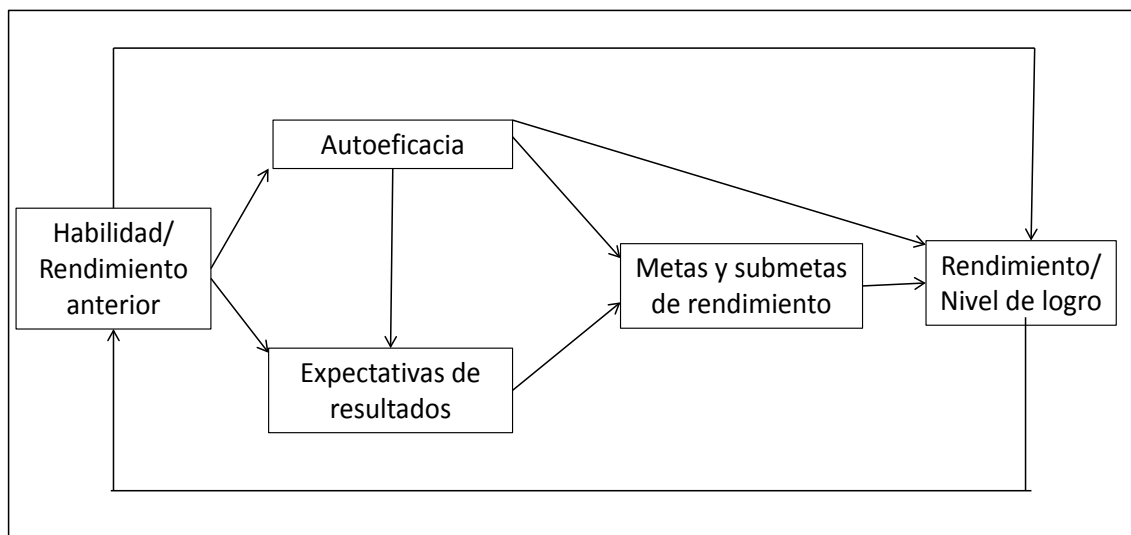 Autoeficacia
Habilidad/
Rendimiento
anterior
Metas y submetas
de rendimiento
Rendimiento/
Nivel de logro
Expectativas de
resultados